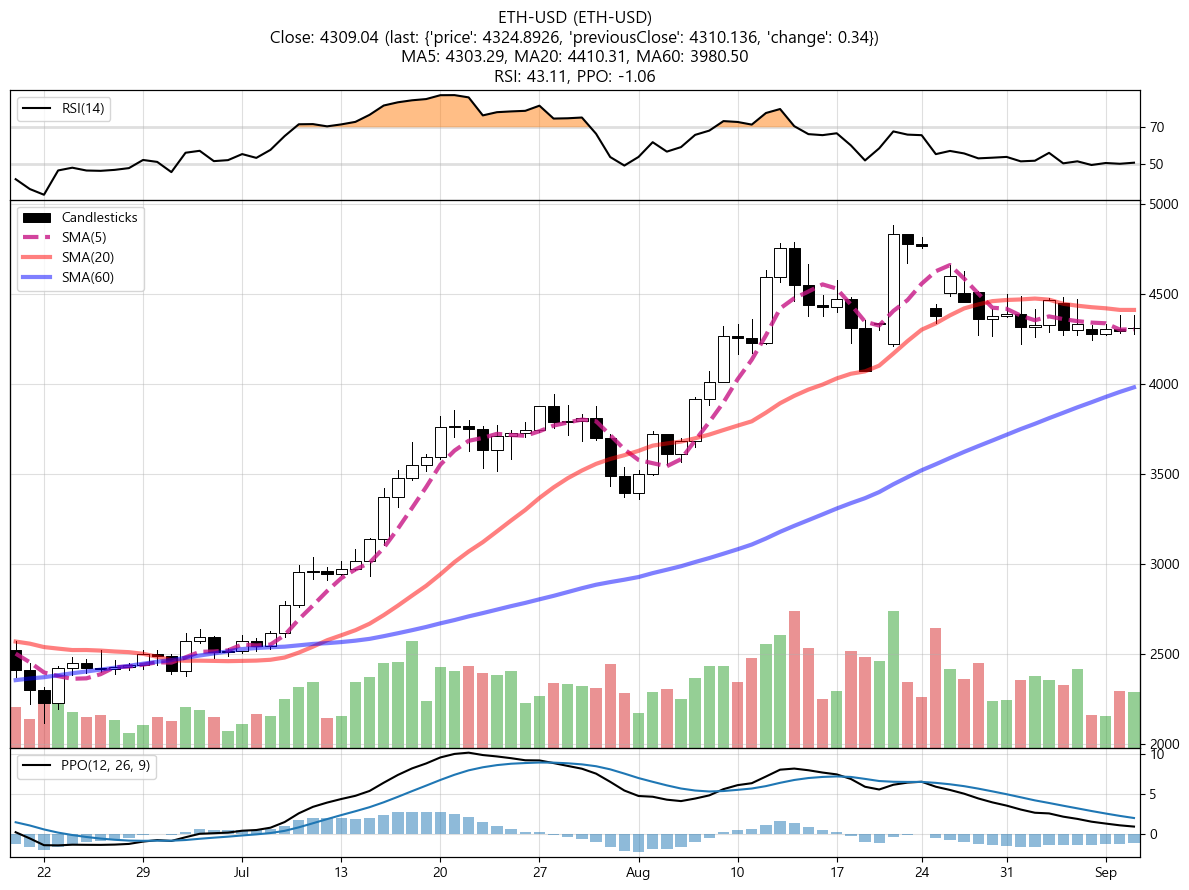 ETH-USD (ETH-USD)
Close: 4309.04 (last: {'price': 4324.8926, 'previousClose': 4310.136, 'change': 0.34})
MA5: 4303.29, MA20: 4410.31, MA60: 3980.50
RSI: 43.11, PPO: -1.06
RSI(14)
70
50
5000
Candlesticks
SMA(5)
SMA(20)
SMA(60)
4500
4000
3500
3000
2500
2000
PPO(12, 26, 9)
10
5
0
22 29 Jul 13 20 27 Aug 10 17 24 31 Sep